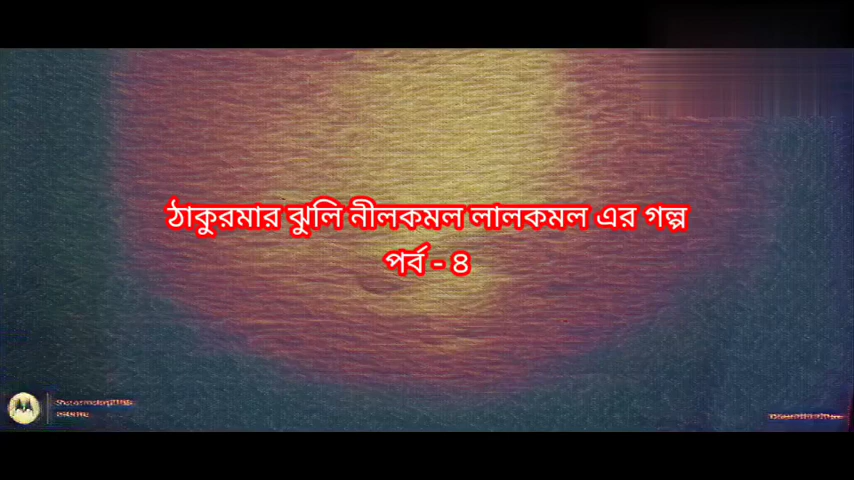 ঠাকুরমার ঝুলি নীলকমল লালকমল এর গল্প
পর্ব - ৪